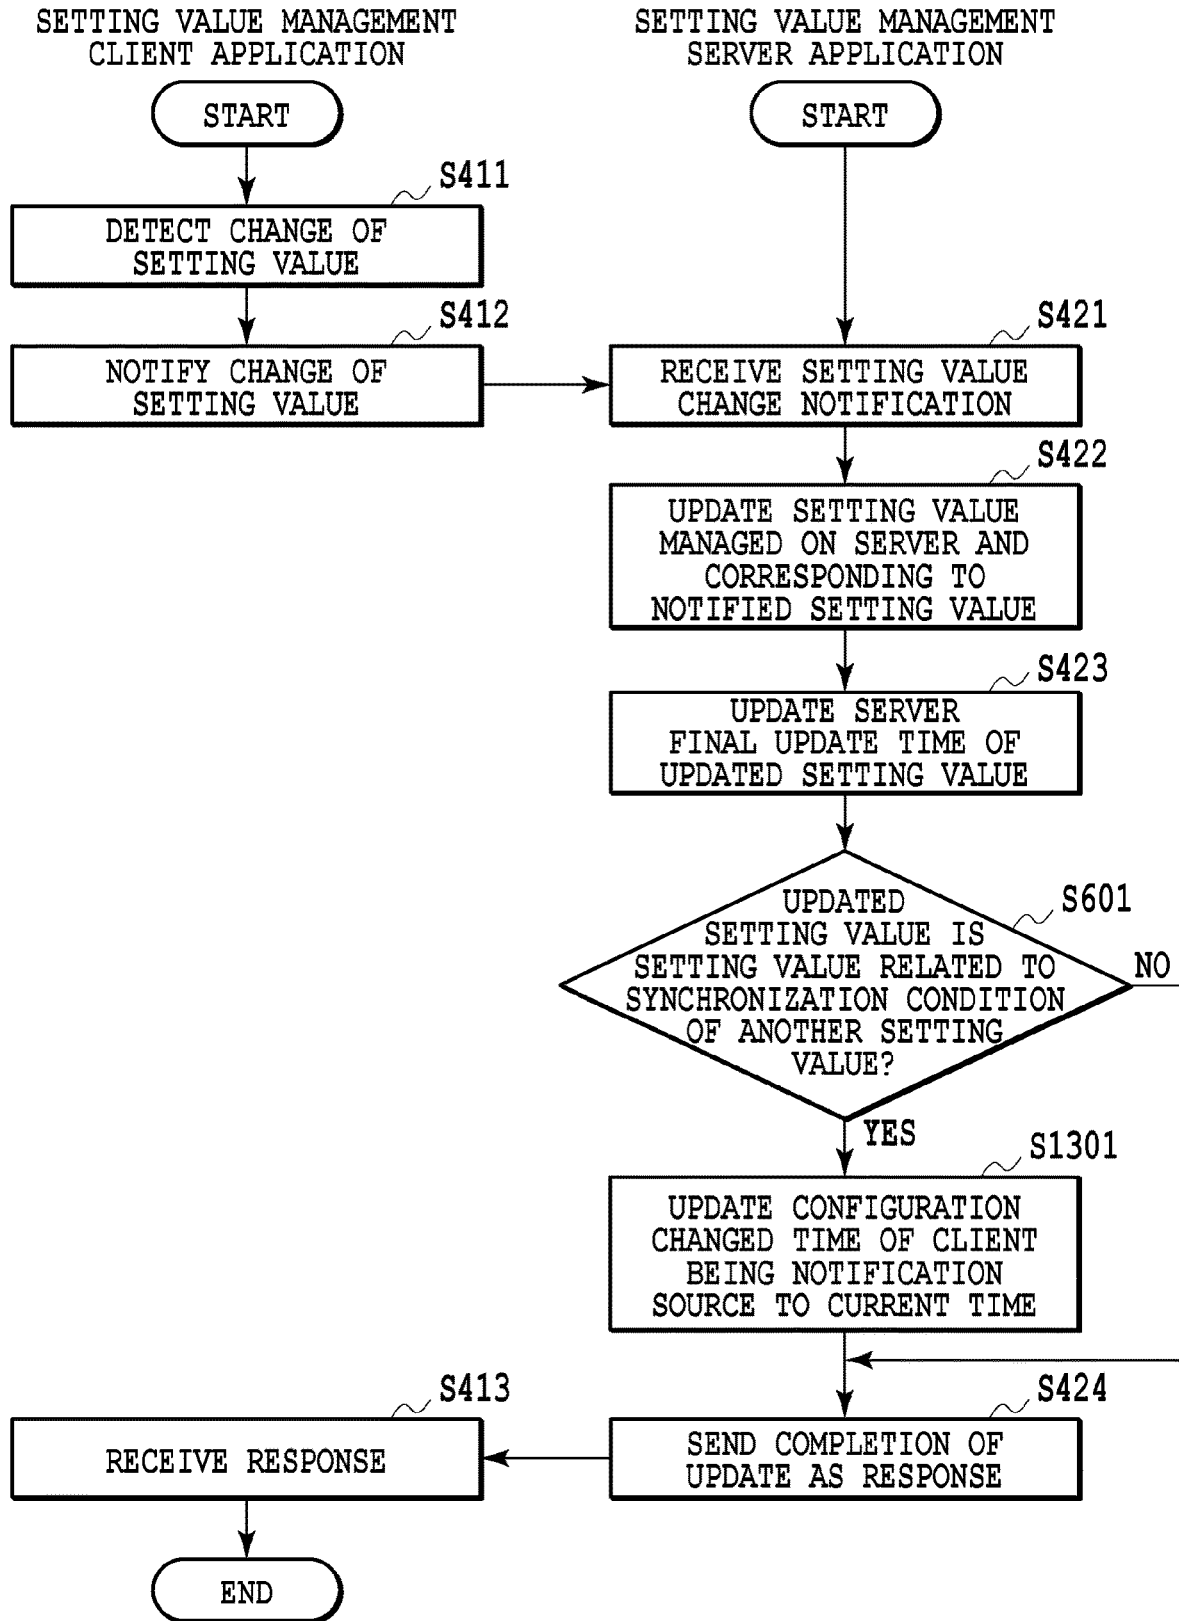 SETTING VALUE MANAGEMENT
CLIENT APPLICATION
SETTING VALUE MANAGEMENT
SERVER APPLICATION
START
START
S411
DETECT CHANGE OF
SETTING VALUE
S412
NOTIFY CHANGE OF
SETTING VALUE
S421
RECEIVE SETTING VALUE
CHANGE NOTIFICATION
S422
UPDATE SETTING VALUE
MANAGED ON SERVER AND
CORRESPONDING TO
NOTIFIED SETTING VALUE
S423
UPDATE SERVER
FINAL UPDATE TIME OF
UPDATED SETTING VALUE
S601
UPDATED
SETTING VALUE IS
SETTING VALUE RELATED TO
SYNCHRONIZATION CONDITION
OF ANOTHER SETTING
VALUE?
NO
YES
S1301
UPDATE CONFIGURATION
CHANGED TIME OF CLIENT
BEING NOTIFICATION
SOURCE TO CURRENT TIME
S413
RECEIVE RESPONSE
S424
SEND COMPLETION OF
UPDATE AS RESPONSE
END